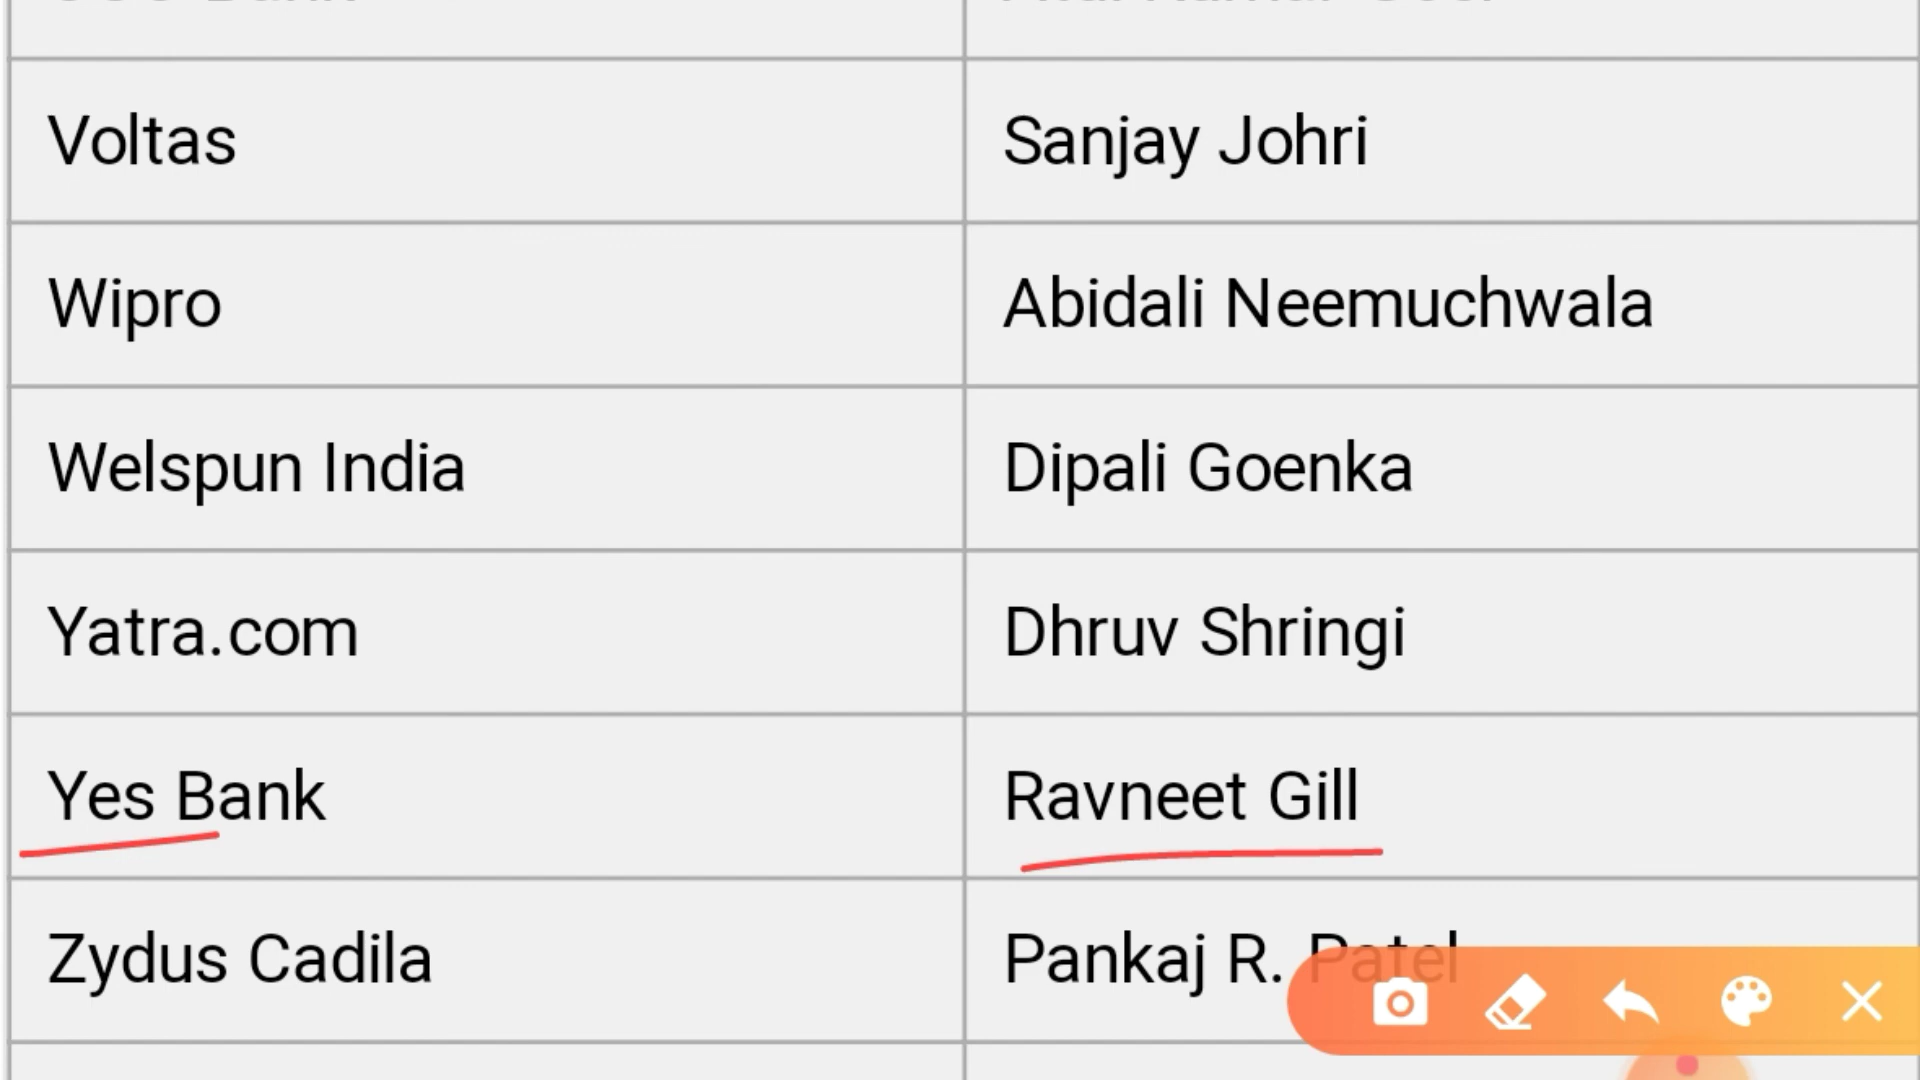 Voltas Sanjay Johri
Wipro Abidali Neemuchwala
Welspun India Dipali Goenka
Yatra.com Dhruv Shringi
Yes Bank Ravneet Gill
Zydus Cadila Pankaj R. Patel